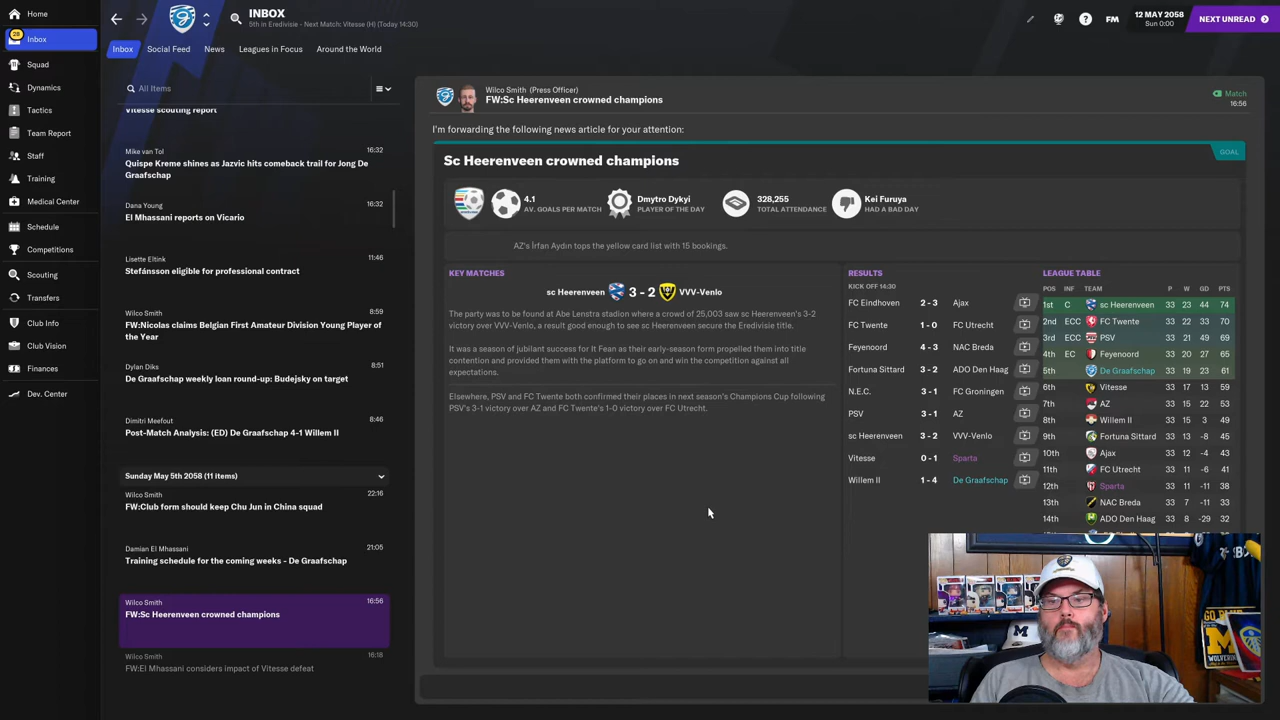 Home
INBOX
5th in Eredivisie - Next Match: Vitesse (H) (Today 14:30)
FM
12 MAY 2058
Sun 0:00
NEXT UNREAD
28
Inbox
Squad
Dynamics
Tactics
Team Report
Staff
Training
Medical Center
Schedule
Competitions
Scouting
Transfers
Club Info
Club Vision
Finances
Dev. Center
Inbox
Social Feed
News
Leagues in Focus
Around the World
All Items
Vitesse scouting report
Mike van Tol
16:32
Quispe Kreme shines as Jazvic hits comeback trail for Jong De
Graafschap
Dana Young
16:32
El Mhassani reports on Vicario
Lisette Eltink
11:46
Stefánsson eligible for professional contract
Wilco Smith
8:59
FW:Nicolas claims Belgian First Amateur Division Young Player of
the Year
Dylan Diks
8:51
De Graafschap weekly loan round-up: Budejsky on target
Dimitri Meefout
8:46
Post-Match Analysis: (ED) De Graafschap 4-1 Willem II
Sunday May 5th 2058 (11 items)
Wilco Smith
22:16
FW:Club form should keep Chu Jun in China squad
Damian El Mhassani
21:05
Training schedule for the coming weeks - De Graafschap
Wilco Smith
16:56
FW:Sc Heerenveen crowned champions
Wilco Smith
16:18
FW:El Mhassani considers impact of Vitesse defeat
Wilco Smith (Press Officer)
FW:Sc Heerenveen crowned champions
Match
16:56
I'm forwarding the following news article for your attention:
Sc Heerenveen crowned champions
GOAL
4.1
AV. GOALS PER MATCH
Dmytro Dykyi
PLAYER OF THE DAY
328,255
TOTAL ATTENDANCE
Kei Furuya
HAD A BAD DAY
AZ's İrfan Aydın tops the yellow card list with 15 bookings.
KEY MATCHES
sc Heerenveen 3 - 2 VVV-Venlo
The party was to be found at Abe Lenstra stadion where a crowd of 25,003 saw sc Heerenveen's 3-2
victory over VVV-Venlo, a result good enough to see sc Heerenveen secure the Eredivisie title.
It was a season of jubilant success for It Fean as their early-season form propelled them into title
contention and provided them with the platform to go on and win the competition against all
expectations.
Elsewhere, PSV and FC Twente both confirmed their places in next season's Champions Cup following
PSV's 3-1 victory over AZ and FC Twente's 1-0 victory over FC Utrecht.
RESULTS
KICK OFF 14:30
FC Eindhoven 2 - 3 Ajax
FC Twente 1 - 0 FC Utrecht
Feyenoord 4 - 3 NAC Breda
Fortuna Sittard 3 - 2 ADO Den Haag
N.E.C. 3 - 1 FC Groningen
PSV 3 - 1 AZ
sc Heerenveen 3 - 2 VVV-Venlo
Vitesse 0 - 1 Sparta
Willem II 1 - 4 De Graafschap
LEAGUE TABLE
POS INF TEAM P W GD PTS
1st C sc Heerenveen 33 23 44 74
2nd ECC FC Twente 33 22 33 70
3rd ECC PSV 33 21 49 69
4th EC Feyenoord 33 20 27 65
5th De Graafschap 33 19 23 61
6th Vitesse 33 17 13 59
7th AZ 33 15 22 53
8th Willem II 33 15 3 49
9th Fortuna Sittard 33 13 -8 45
10th Ajax 33 12 -4 43
11th FC Utrecht 33 11 -6 41
12th Sparta 33 11 -11 38
13th NAC Breda 33 7 -11 33
14th ADO Den Haag 33 8 -29 32
M
GO BLUE
M
WOLVERINES